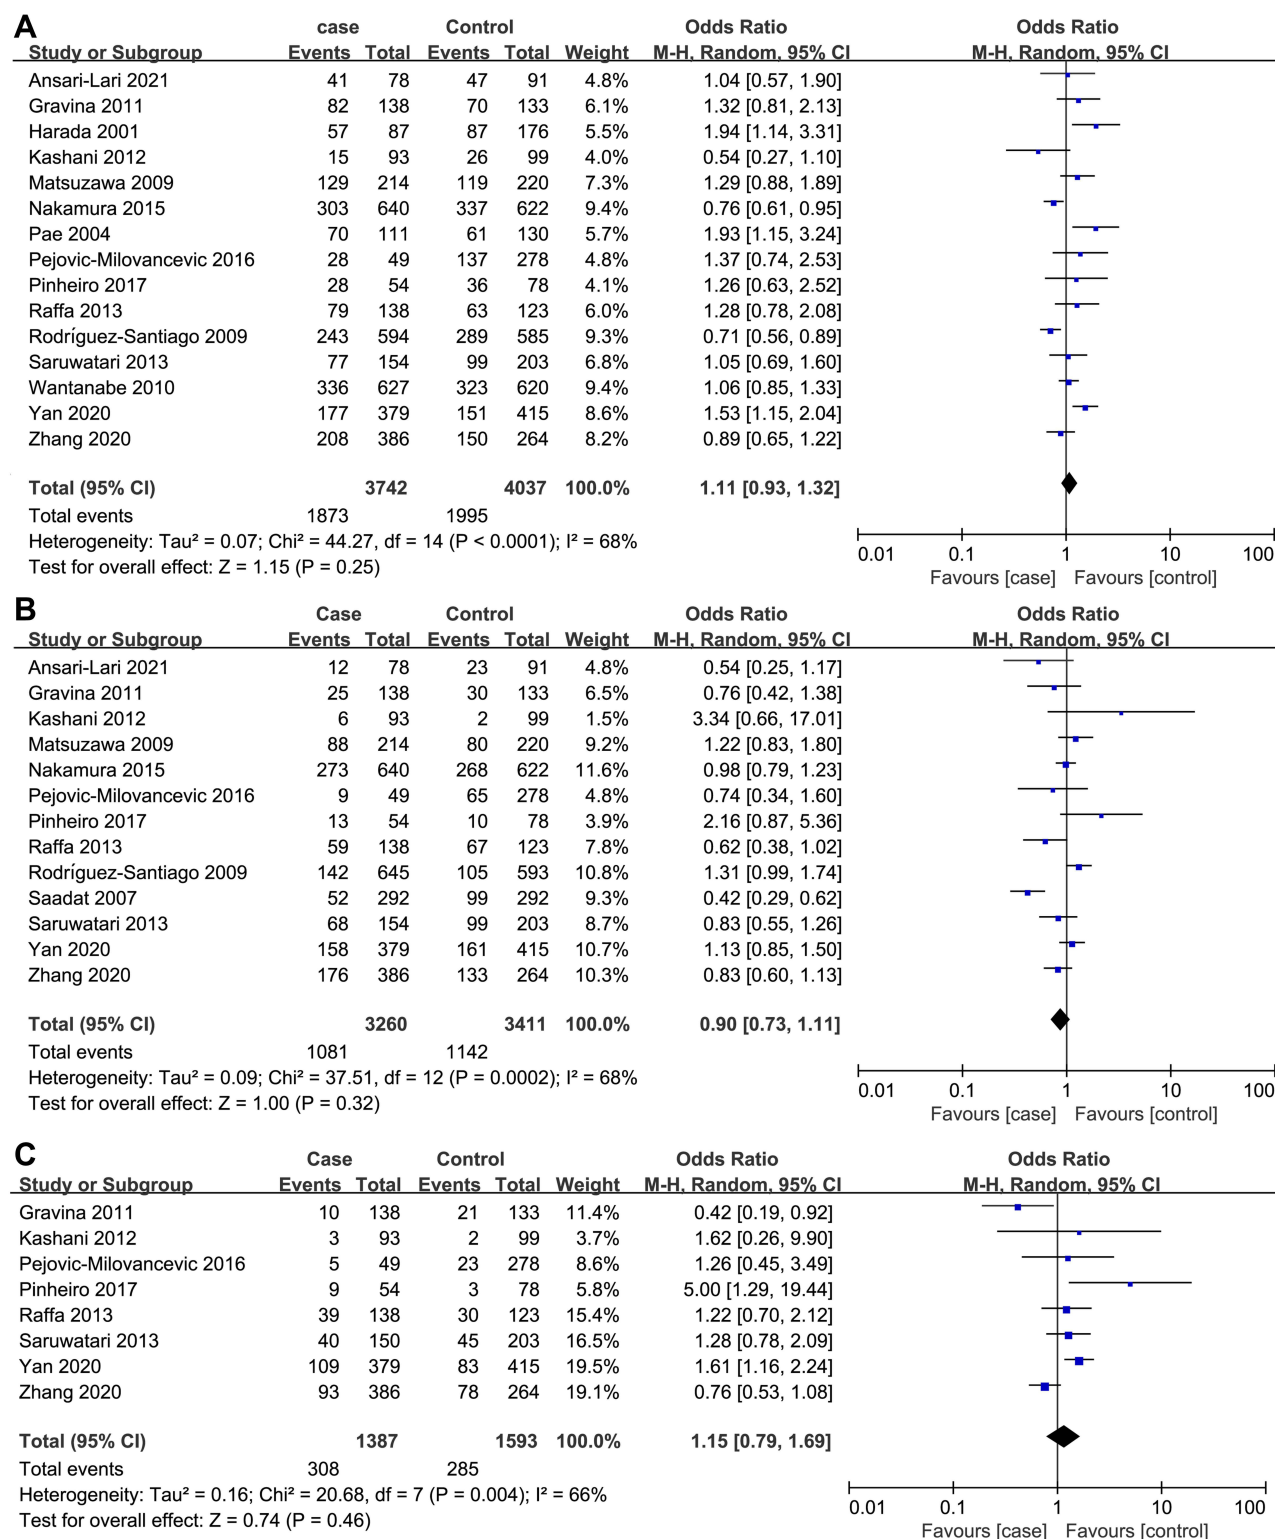 A
case Control Odds Ratio Odds Ratio
Study or Subgroup Events Total Events Total Weight M-H, Random, 95% CI M-H, Random, 95% CI
Ansari-Lari 2021 41 78 47 91 4.8% 1.04 [0.57, 1.90]
Gravina 2011 82 138 70 133 6.1% 1.32 [0.81, 2.13]
Harada 2001 57 87 87 176 5.5% 1.94 [1.14, 3.31]
Kashani 2012 15 93 26 99 4.0% 0.54 [0.27, 1.10]
Matsuzawa 2009 129 214 119 220 7.3% 1.29 [0.88, 1.89]
Nakamura 2015 303 640 337 622 9.4% 0.76 [0.61, 0.95]
Pae 2004 70 111 61 130 5.7% 1.93 [1.15, 3.24]
Pejovic-Milovancevic 2016 28 49 137 278 4.8% 1.37 [0.74, 2.53]
Pinheiro 2017 28 54 36 78 4.1% 1.26 [0.63, 2.52]
Raffa 2013 79 138 63 123 6.0% 1.28 [0.78, 2.08]
Rodríguez-Santiago 2009 243 594 289 585 9.3% 0.71 [0.56, 0.89]
Saruwatari 2013 77 154 99 203 6.8% 1.05 [0.69, 1.60]
Wantanabe 2010 336 627 323 620 9.4% 1.06 [0.85, 1.33]
Yan 2020 177 379 151 415 8.6% 1.53 [1.15, 2.04]
Zhang 2020 208 386 150 264 8.2% 0.89 [0.65, 1.22]
Total (95% CI) 3742 4037 100.0% 1.11 [0.93, 1.32]
Total events 1873 1995
Heterogeneity: Tau² = 0.07; Chi² = 44.27, df = 14 (P < 0.0001); I² = 68%
Test for overall effect: Z = 1.15 (P = 0.25)
0.01 0.1 1 10 100
Favours [case] Favours [control]
B
Case Control Odds Ratio Odds Ratio
Study or Subgroup Events Total Events Total Weight M-H, Random, 95% CI M-H, Random, 95% CI
Ansari-Lari 2021 12 78 23 91 4.8% 0.54 [0.25, 1.17]
Gravina 2011 25 138 30 133 6.5% 0.76 [0.42, 1.38]
Kashani 2012 6 93 2 99 1.5% 3.34 [0.66, 17.01]
Matsuzawa 2009 88 214 80 220 9.2% 1.22 [0.83, 1.80]
Nakamura 2015 273 640 268 622 11.6% 0.98 [0.79, 1.23]
Pejovic-Milovancevic 2016 9 49 65 278 4.8% 0.74 [0.34, 1.60]
Pinheiro 2017 13 54 10 78 3.9% 2.16 [0.87, 5.36]
Raffa 2013 59 138 67 123 7.8% 0.62 [0.38, 1.02]
Rodríguez-Santiago 2009 142 645 105 593 10.8% 1.31 [0.99, 1.74]
Saadat 2007 52 292 99 292 9.3% 0.42 [0.29, 0.62]
Saruwatari 2013 68 154 99 203 8.7% 0.83 [0.55, 1.26]
Yan 2020 158 379 161 415 10.7% 1.13 [0.85, 1.50]
Zhang 2020 176 386 133 264 10.3% 0.83 [0.60, 1.13]
Total (95% CI) 3260 3411 100.0% 0.90 [0.73, 1.11]
Total events 1081 1142
Heterogeneity: Tau² = 0.09; Chi² = 37.51, df = 12 (P = 0.0002); I² = 68%
Test for overall effect: Z = 1.00 (P = 0.32)
0.01 0.1 1 10 100
Favours [case] Favours [control]
C
Case Control Odds Ratio Odds Ratio
Study or Subgroup Events Total Events Total Weight M-H, Random, 95% CI M-H, Random, 95% CI
Gravina 2011 10 138 21 133 11.4% 0.42 [0.19, 0.92]
Kashani 2012 3 93 2 99 3.7% 1.62 [0.26, 9.90]
Pejovic-Milovancevic 2016 5 49 23 278 8.6% 1.26 [0.45, 3.49]
Pinheiro 2017 9 54 3 78 5.8% 5.00 [1.29, 19.44]
Raffa 2013 39 138 30 123 15.4% 1.22 [0.70, 2.12]
Saruwatari 2013 40 150 45 203 16.5% 1.28 [0.78, 2.09]
Yan 2020 109 379 83 415 19.5% 1.61 [1.16, 2.24]
Zhang 2020 93 386 78 264 19.1% 0.76 [0.53, 1.08]
Total (95% CI) 1387 1593 100.0% 1.15 [0.79, 1.69]
Total events 308 285
Heterogeneity: Tau² = 0.16; Chi² = 20.68, df = 7 (P = 0.004); I² = 66%
Test for overall effect: Z = 0.74 (P = 0.46)
0.01 0.1 1 10 100
Favours [case] Favours [control]